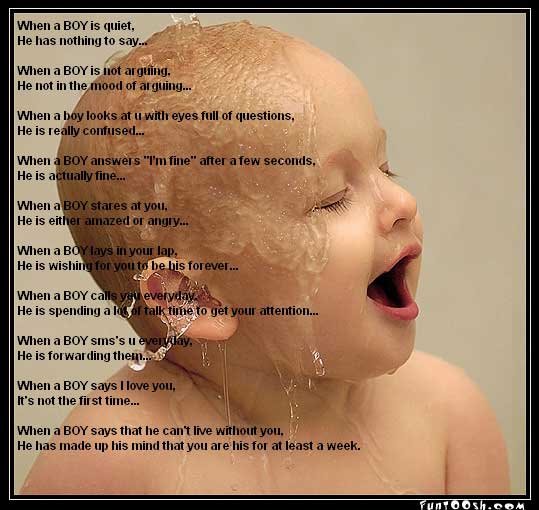 When a BOY is quiet,
He has nothing to say...
When a BOY is not arguing,
He not in the mood of arguing...
When a boy looks at u with eyes full of questions,
He is really confused...
When a BOY answers "I'm fine" after a few seconds,
He is actually fine...
When a BOY stares at you,
He is either amazed or angry...
When a BOY lays in your lap,
He is wishing for you to be his forever...
When a BOY calls you everyday,
He is spending a lot of talk time to get your attention...
When a BOY sms's u everyday,
He is forwarding them...
When a BOY says I love you,
It's not the first time...
When a BOY says that he can't live without you,
He has made up his mind that you are his for at least a week.
FunTOOsh.com